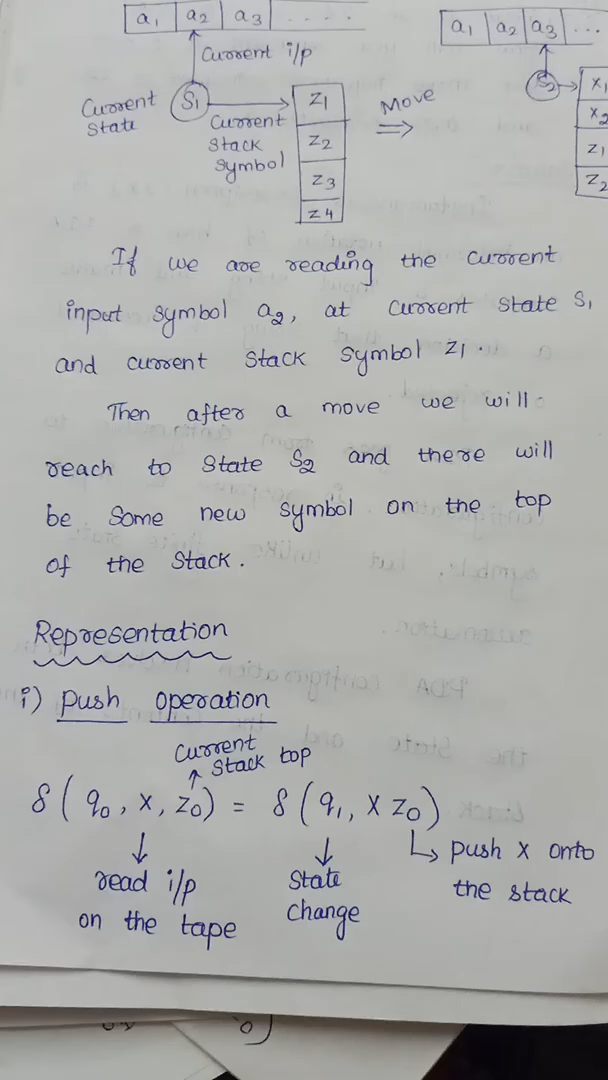 a1 a2 a3 ....
a1 a2 a3 ...
Current i/p
S1
Current
State
Current
Stack
Symbol
Z1
Z2
Z3
Z4
Move
⇒
S2
X1
X2
Z1
Z2
If we are reading the current
input symbol a2, at current state S1
and current stack symbol Z1.
Then after a move we will
reach to state S2 and there will
be some new symbol on the top
of the stack.
Representation
i) push operation
Current
stack top
δ(q0, x, z0) = δ(q1, x z0)
read i/p
on the tape
State
change
push x onto
the stack